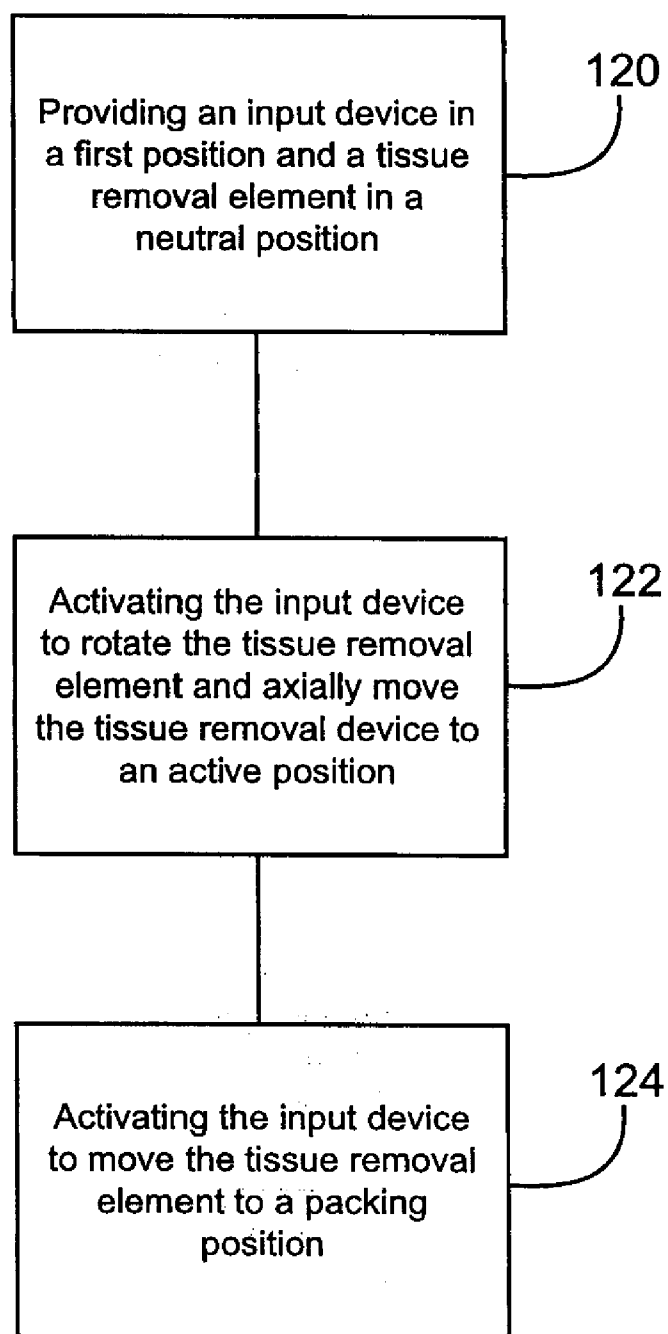 120
Providing an input device in
a first position and a tissue
removal element in a
neutral position
122
Activating the input device
to rotate the tissue removal
element and axially move
the tissue removal device to
an active position
124
Activating the input device
to move the tissue removal
element to a packing
position